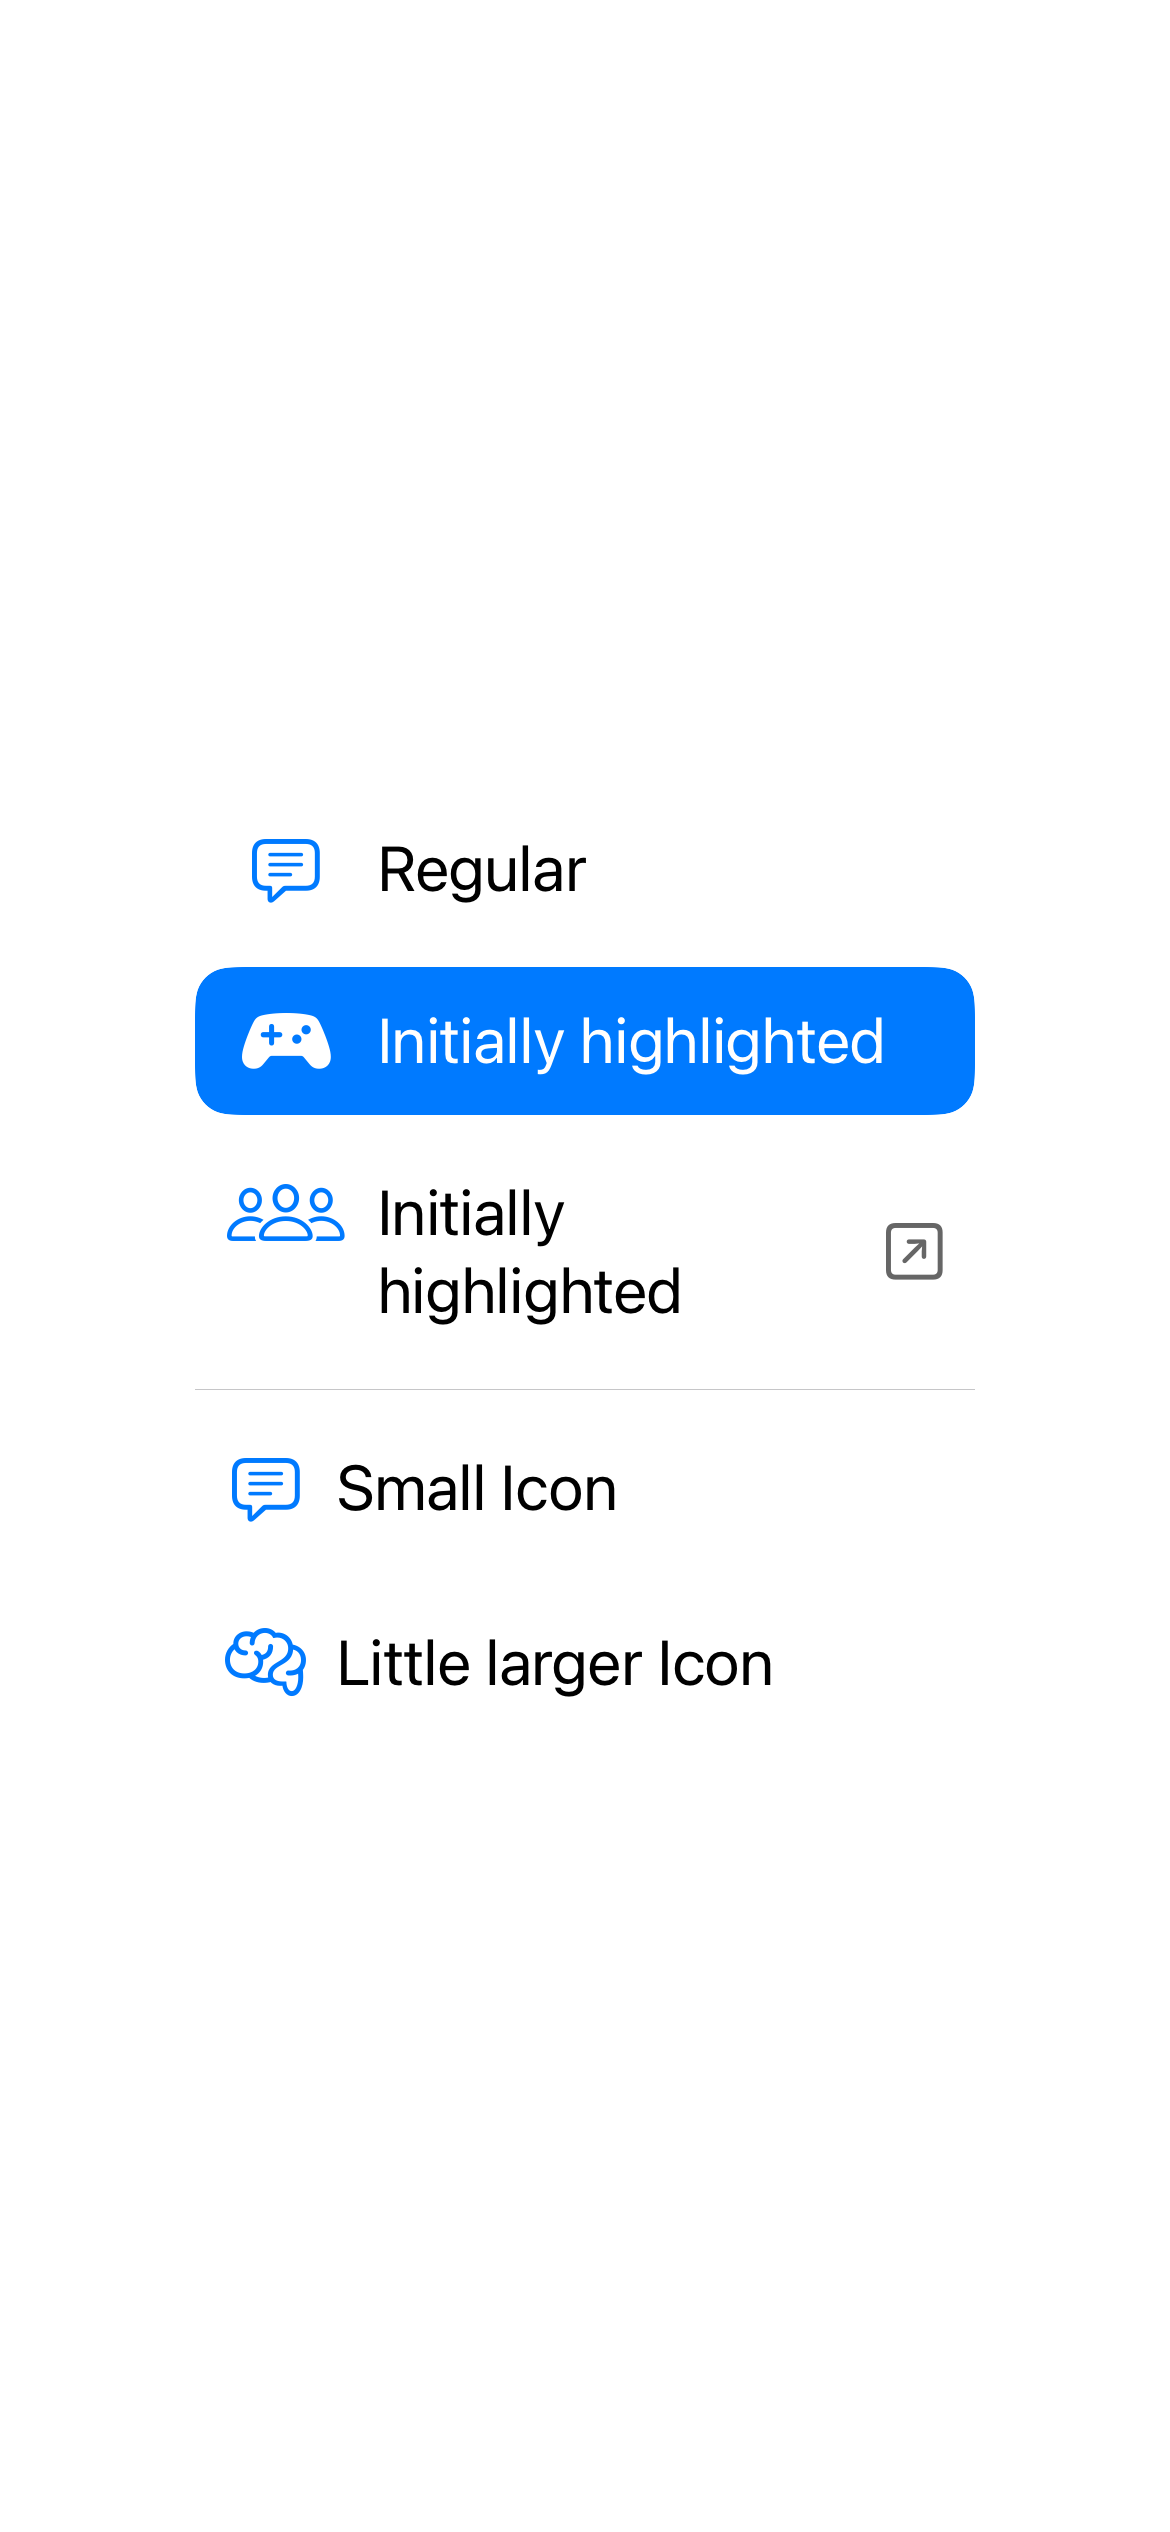 Regular
Initially highlighted
Initially
highlighted
Small Icon
Little larger Icon